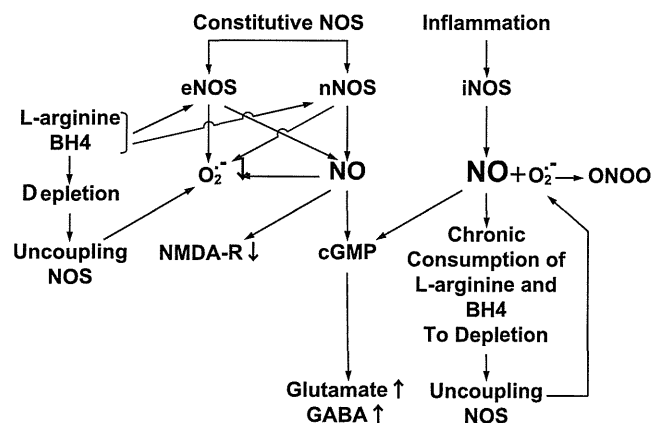 Constitutive NOS
Inflammation
eNOS
nNOS
iNOS
L-arginine
BH4
O₂·⁻ ↓
NO
NO + O₂·⁻ → ONOO
Depletion
Uncoupling
NOS
NMDA-R ↓
cGMP
Chronic
Consumption of
L-arginine and
BH4
To Depletion
Glutamate ↑
GABA ↑
Uncoupling
NOS